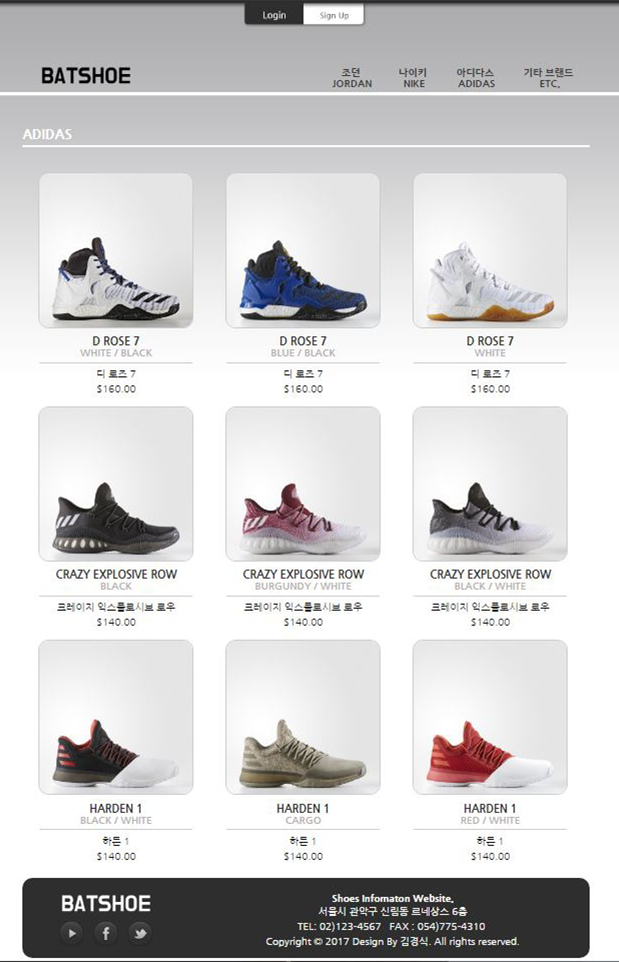 Login Sign Up
BATSHOE
조던 나이키 아디다스 기타 브랜드
JORDAN NIKE ADIDAS ETC.
ADIDAS
D ROSE 7 D ROSE 7 D ROSE 7
WHITE / BLACK BLUE / BLACK WHITE
디 로즈 7 디 로즈 7 디 로즈 7
$160.00 $160.00 $160.00
CRAZY EXPLOSIVE ROW CRAZY EXPLOSIVE ROW CRAZY EXPLOSIVE ROW
BLACK BURGUNDY / WHITE BLACK / WHITE
크레이지 익스플로시브 로우 크레이지 익스플로시브 로우 크레이지 익스플로시브 로우
$140.00 $140.00 $140.00
HARDEN 1 HARDEN 1 HARDEN 1
BLACK / WHITE CARGO RED / WHITE
하든 1 하든 1 하든 1
$140.00 $140.00 $140.00
BATSHOE
Shoes Infomaton Website.
서울시 관악구 신림동 르네상스 6층
TEL: 02)123-4567 FAX : 054)775-4310
Copyright © 2017 Design By 김경식. All rights reserved.